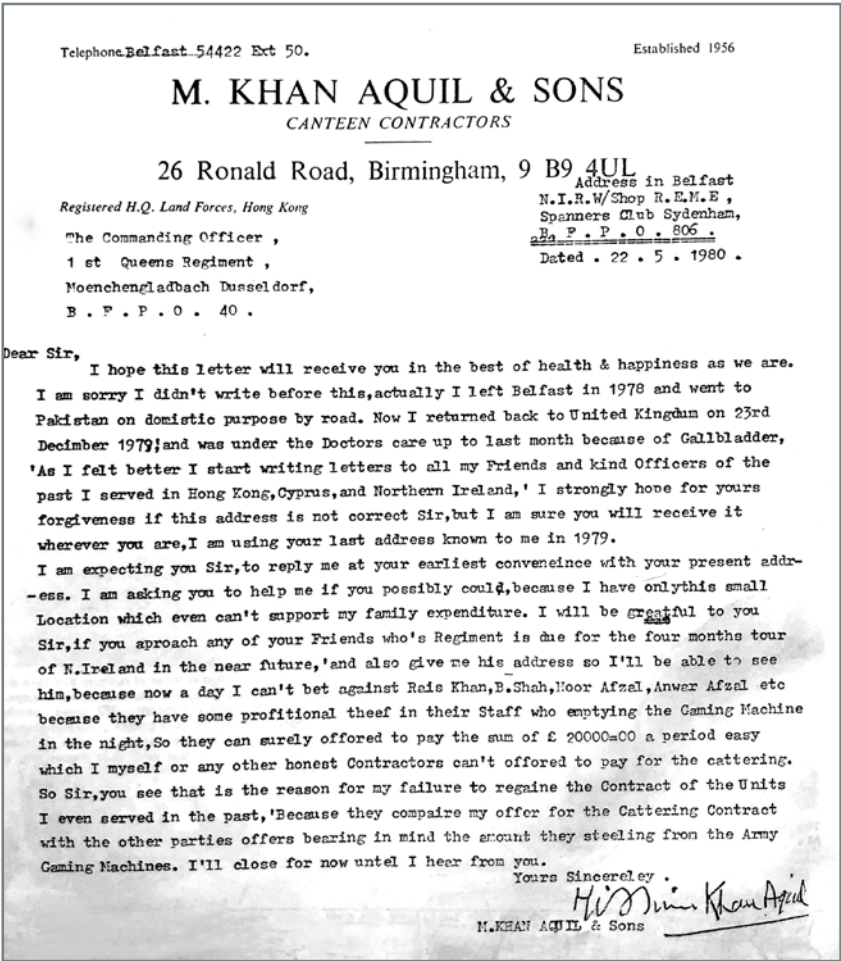 Telephone Belfast 54422 Ext 50.
Established 1956
M. KHAN AQUIL & SONS
CANTEEN CONTRACTORS
26 Ronald Road, Birmingham, 9 B9 4UL
Registered H.Q. Land Forces, Hong Kong
Address in Belfast
N.I.R.W/Shop R.E.M.E ,
Spanners Club Sydenham,
B . F . P . O . 806 .
Dated . 22 . 5 . 1980 .
The Commanding Officer ,
1 st Queens Regiment ,
Moenchengladbach Dusseldorf,
B . F . P . O . 40 .
Dear Sir,
I hope this letter will receive you in the best of health & happiness as we are.
I am sorry I didn't write before this,actually I left Belfast in 1978 and went to
Pakistan on domistic purpose by road. Now I returned back to United Kingdum on 23rd
Decimber 1979;and was under the Doctors care up to last month because of Gallbladder,
'As I felt better I start writing letters to all my Friends and kind Officers of the
past I served in Hong Kong,Cyprus,and Northern Ireland,' I strongly hope for yours
forgiveness if this address is not correct Sir,but I am sure you will receive it
wherever you are,I am using your last address known to me in 1979.
I am expecting you Sir,to reply me at your earliest conveneince with your present addr-
-ess. I am asking you to help me if you possibly could,because I have onlythis small
Location which even can't support my family expenditure. I will be greatful to you
Sir,if you aproach any of your Friends who's Regiment is due for the four months tour
of N.Ireland in the near future,'and also give me his address so I'll be able to see
him,because now a day I can't bet against Rais Khan,B.Shah,Noor Afzal,Anwer Afzal etc
because they have some profitional theef in their Staff who emptying the Gaming Machine
in the night,So they can surely offored to pay the sum of £ 20000=00 a period easy
which I myself or any other honest Contractors can't offored to pay for the cattering.
So Sir,you see that is the reason for my failure to regaine the Contract of the Units
I even served in the past,'Because they compaire my offer for the Cattering Contract
with the other parties offers bearing in mind the amount they steeling from the Army
Gaming Machines. I'll close for now untel I hear from you.
Yours Sincereley .
Khan Aquil
M.KHAN AQUIL & Sons